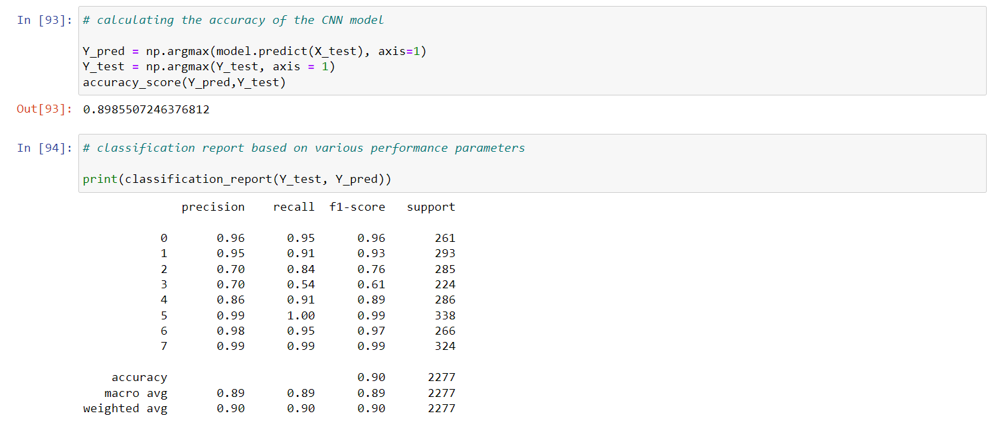 In [93]: # calculating the accuracy of the CNN model
Y_pred = np.argmax(model.predict(X_test), axis=1)
Y_test = np.argmax(Y_test, axis = 1)
accuracy_score(Y_pred,Y_test)
Out[93]: 0.8985507246376812
In [94]: # classification report based on various performance parameters
print(classification_report(Y_test, Y_pred))
precision recall f1-score support
0 0.96 0.95 0.96 261
1 0.95 0.91 0.93 293
2 0.70 0.84 0.76 285
3 0.70 0.54 0.61 224
4 0.86 0.91 0.89 286
5 0.99 1.00 0.99 338
6 0.98 0.95 0.97 266
7 0.99 0.99 0.99 324
accuracy 0.90 2277
macro avg 0.89 0.89 0.89 2277
weighted avg 0.90 0.90 0.90 2277